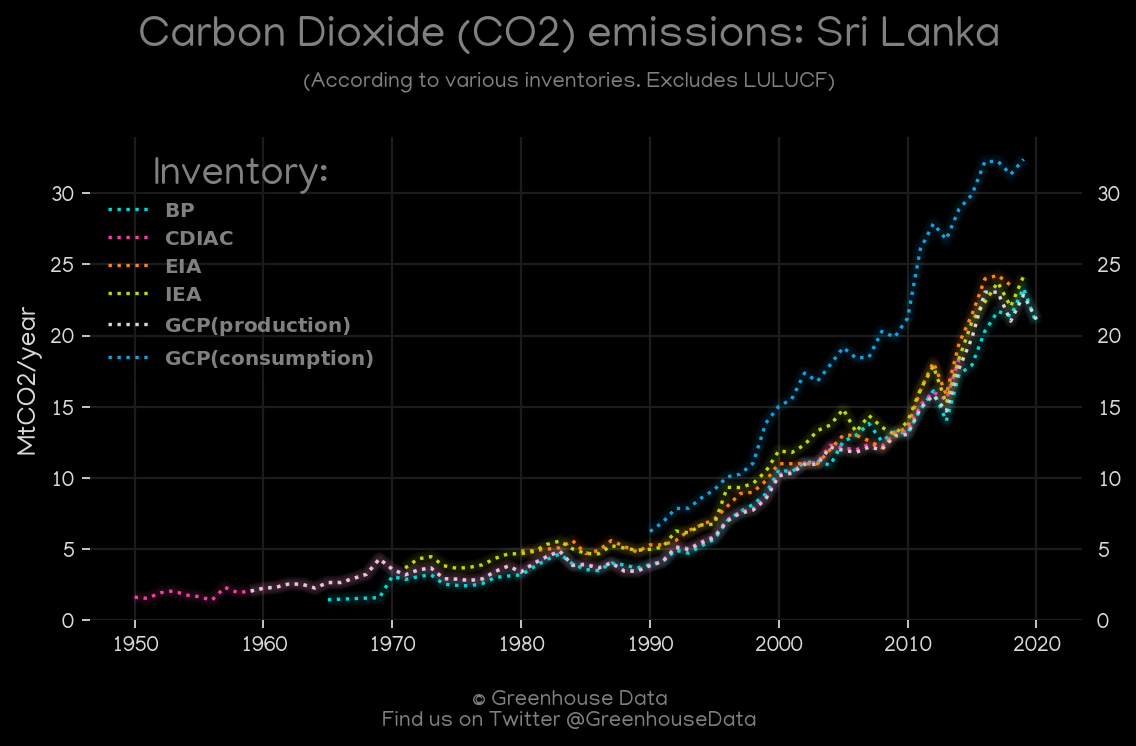 Carbon Dioxide (CO2) emissions: Sri Lanka
(According to various inventories. Excludes LULUCF)
Inventory:
BP
CDIAC
EIA
IEA
GCP(production)
GCP(consumption)
MtCO2/year
30
25
20
15
10
5
0
30
25
20
15
10
5
0
1950 1960 1970 1980 1990 2000 2010 2020
© Greenhouse Data
Find us on Twitter @GreenhouseData